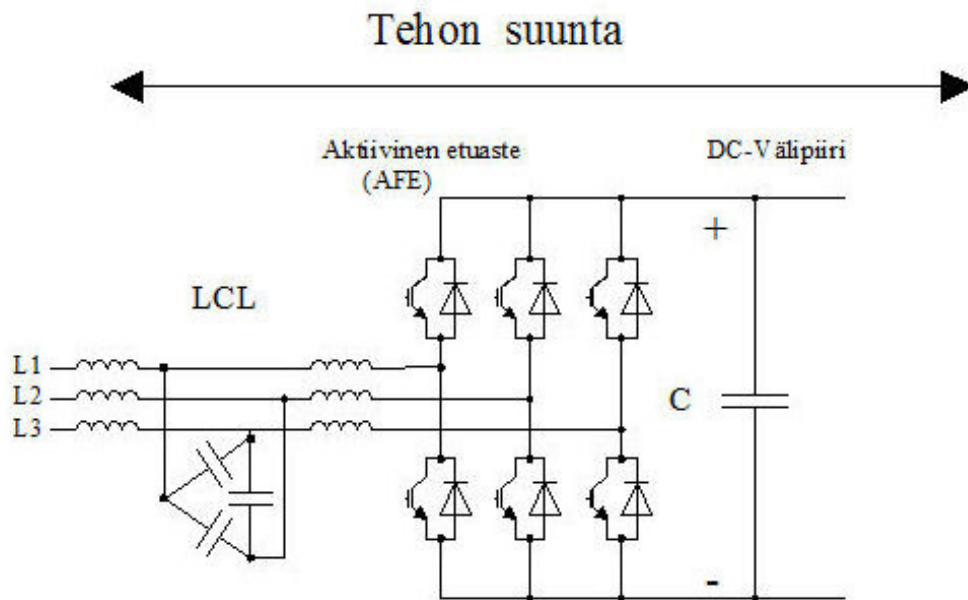 Tehon suunta
Aktiivinen etuaste
(AFE)
DC-Välipiiri
+
LCL
L1
L2
L3
C
-